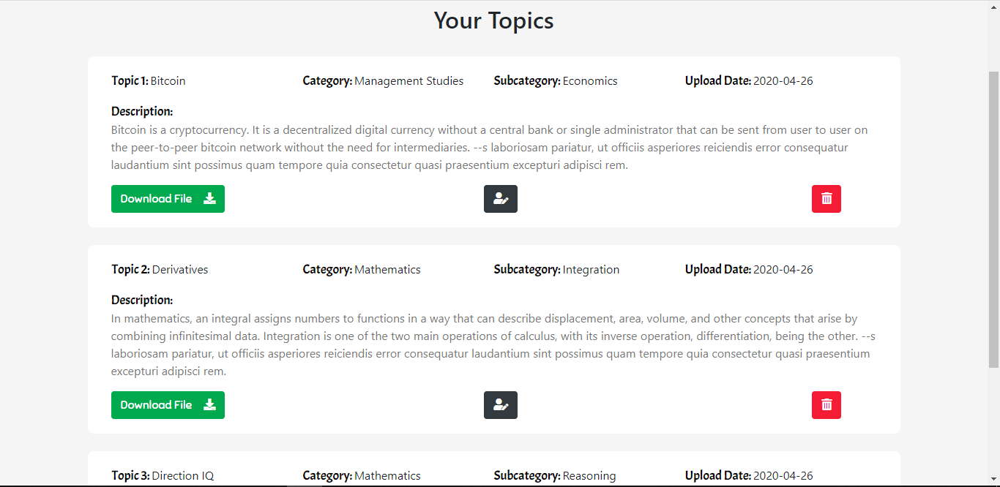 Your Topics
Topic 1: Bitcoin Category: Management Studies Subcategory: Economics Upload Date: 2020-04-26
Description:
Bitcoin is a cryptocurrency. It is a decentralized digital currency without a central bank or single administrator that can be sent from user to user on
the peer-to-peer bitcoin network without the need for intermediaries. --s laboriosam pariatur, ut officiis asperiores reiciendis error consequatur
laudantium sint possimus quam tempore quia consectetur quasi praesentium excepturi adipisci rem.
Download File
Topic 2: Derivatives Category: Mathematics Subcategory: Integration Upload Date: 2020-04-26
Description:
In mathematics, an integral assigns numbers to functions in a way that can describe displacement, area, volume, and other concepts that arise by
combining infinitesimal data. Integration is one of the two main operations of calculus, with its inverse operation, differentiation, being the other. --s
laboriosam pariatur, ut officiis asperiores reiciendis error consequatur laudantium sint possimus quam tempore quia consectetur quasi praesentium
excepturi adipisci rem.
Download File
Topic 3: Direction IQ Category: Mathematics Subcategory: Reasoning Upload Date: 2020-04-26